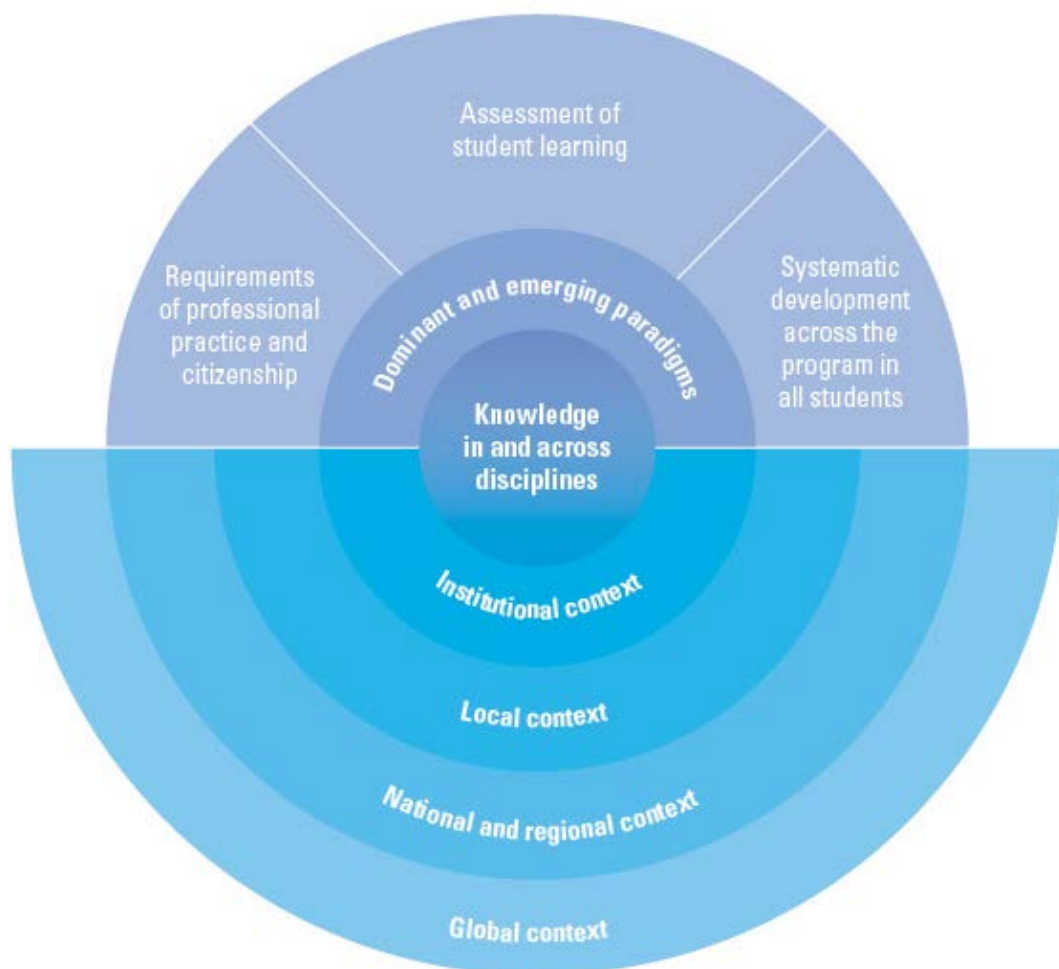 Assessment of
student learning
Requirements
of professional
practice and
citizenship
Dominant and emerging paradigms
Systematic
development
across the
program in
all students
Knowledge
in and across
disciplines
Institutional context
Local context
National and regional context
Global context